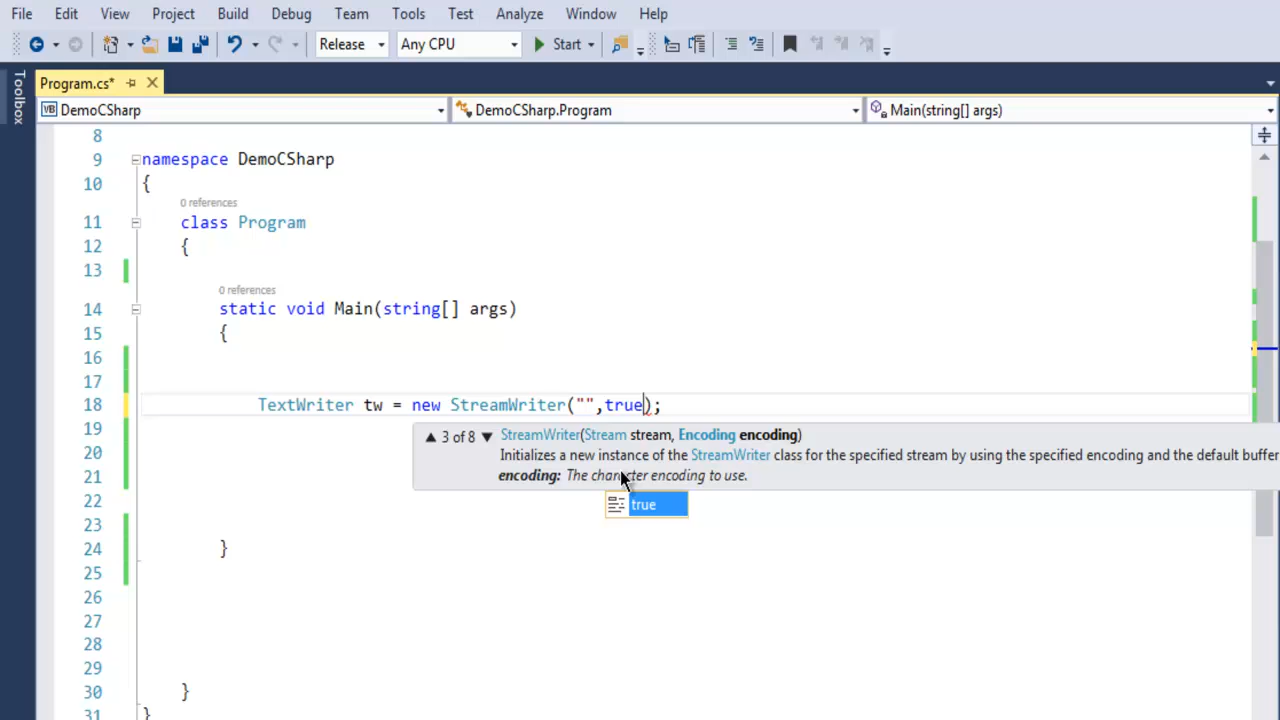 File Edit View Project Build Debug Team Tools Test Analyze Window Help
Release Any CPU Start
Toolbox
Program.cs*
DemoCSharp DemoCSharp.Program Main(string[] args)
8
9 namespace DemoCSharp
10 {
0 references
11 class Program
12 {
13
0 references
14 static void Main(string[] args)
15 {
16
17
18 TextWriter tw = new StreamWriter("",true);
19
3 of 8 StreamWriter(Stream stream, Encoding encoding)
20 Initializes a new instance of the StreamWriter class for the specified stream by using the specified encoding and the default buffer
21 encoding: The character encoding to use.
22 true
23
24 }
25
26
27
28
29
30 }
31 }